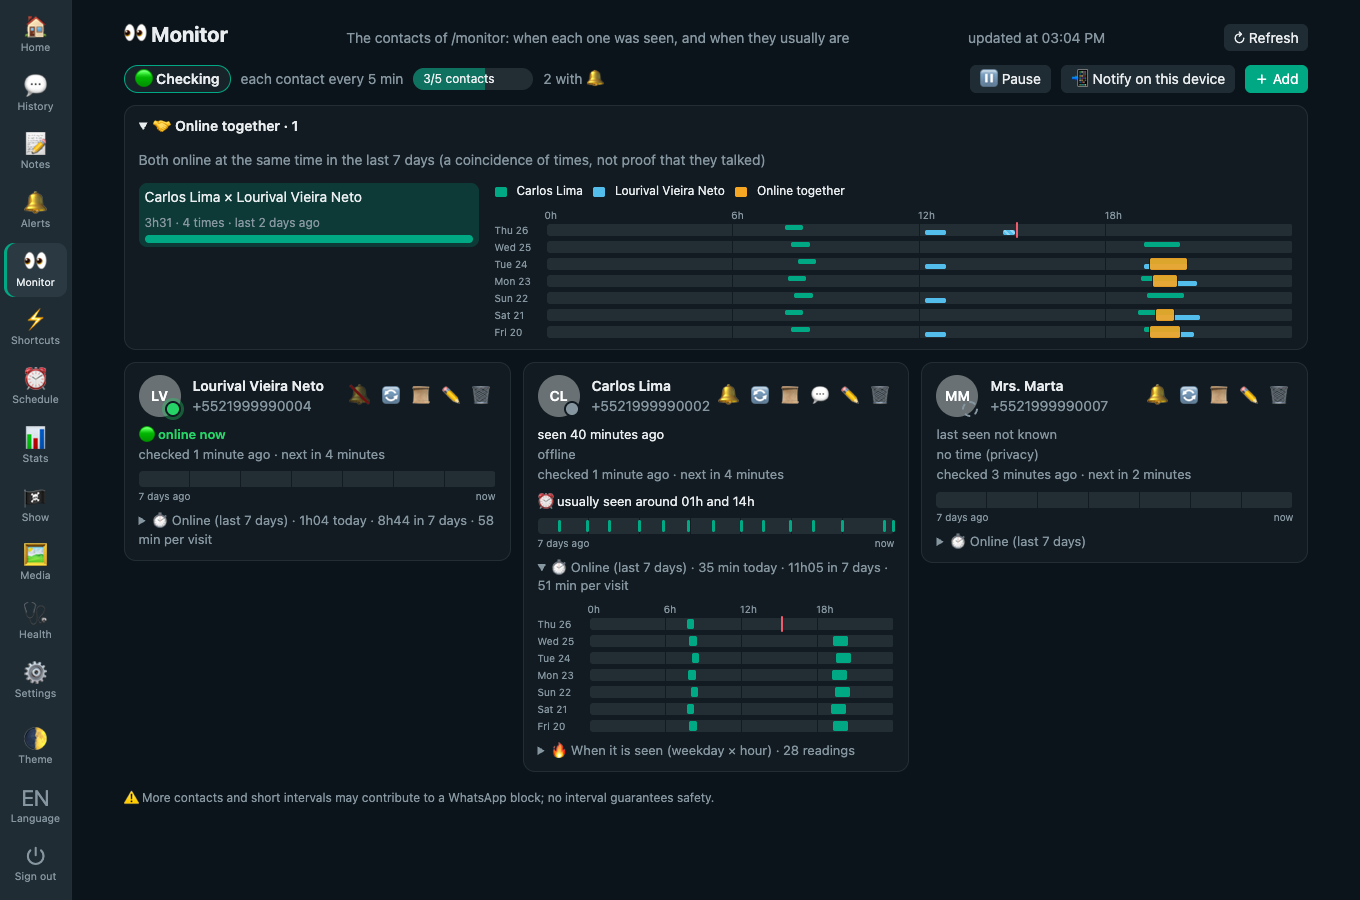 Home
History
Notes
Alerts
Monitor
Shortcuts
Schedule
Stats
Show
Media
Health
Settings
Theme
EN
Language
Sign out
Monitor
The contacts of /monitor: when each one was seen, and when they usually are
updated at 03:04 PM
Refresh
Checking
each contact every 5 min
3/5 contacts
2 with
Pause
Notify on this device
+ Add
Online together · 1
Both online at the same time in the last 7 days (a coincidence of times, not proof that they talked)
Carlos Lima × Lourival Vieira Neto
3h31 · 4 times · last 2 days ago
Carlos Lima
Lourival Vieira Neto
Online together
0h 6h 12h 18h
Thu 26
Wed 25
Tue 24
Mon 23
Sun 22
Sat 21
Fri 20
LV
Lourival Vieira Neto
+5521999990004
online now
checked 1 minute ago · next in 4 minutes
7 days ago now
Online (last 7 days) · 1h04 today · 8h44 in 7 days · 58
min per visit
CL
Carlos Lima
+5521999990002
seen 40 minutes ago
offline
checked 1 minute ago · next in 4 minutes
usually seen around 01h and 14h
7 days ago now
Online (last 7 days) · 35 min today · 11h05 in 7 days ·
51 min per visit
0h 6h 12h 18h
Thu 26
Wed 25
Tue 24
Mon 23
Sun 22
Sat 21
Fri 20
When it is seen (weekday × hour) · 28 readings
MM
Mrs. Marta
+5521999990007
last seen not known
no time (privacy)
checked 3 minutes ago · next in 2 minutes
7 days ago now
Online (last 7 days)
More contacts and short intervals may contribute to a WhatsApp block; no interval guarantees safety.